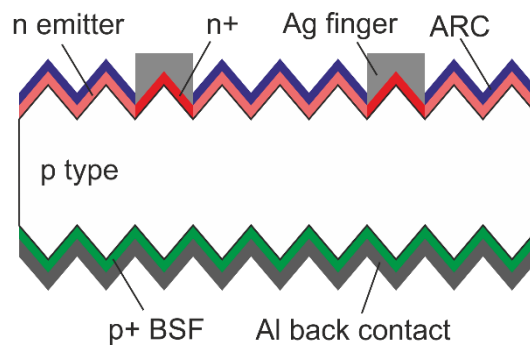 n emitter
n+
Ag finger
ARC
p type
p+ BSF
Al back contact